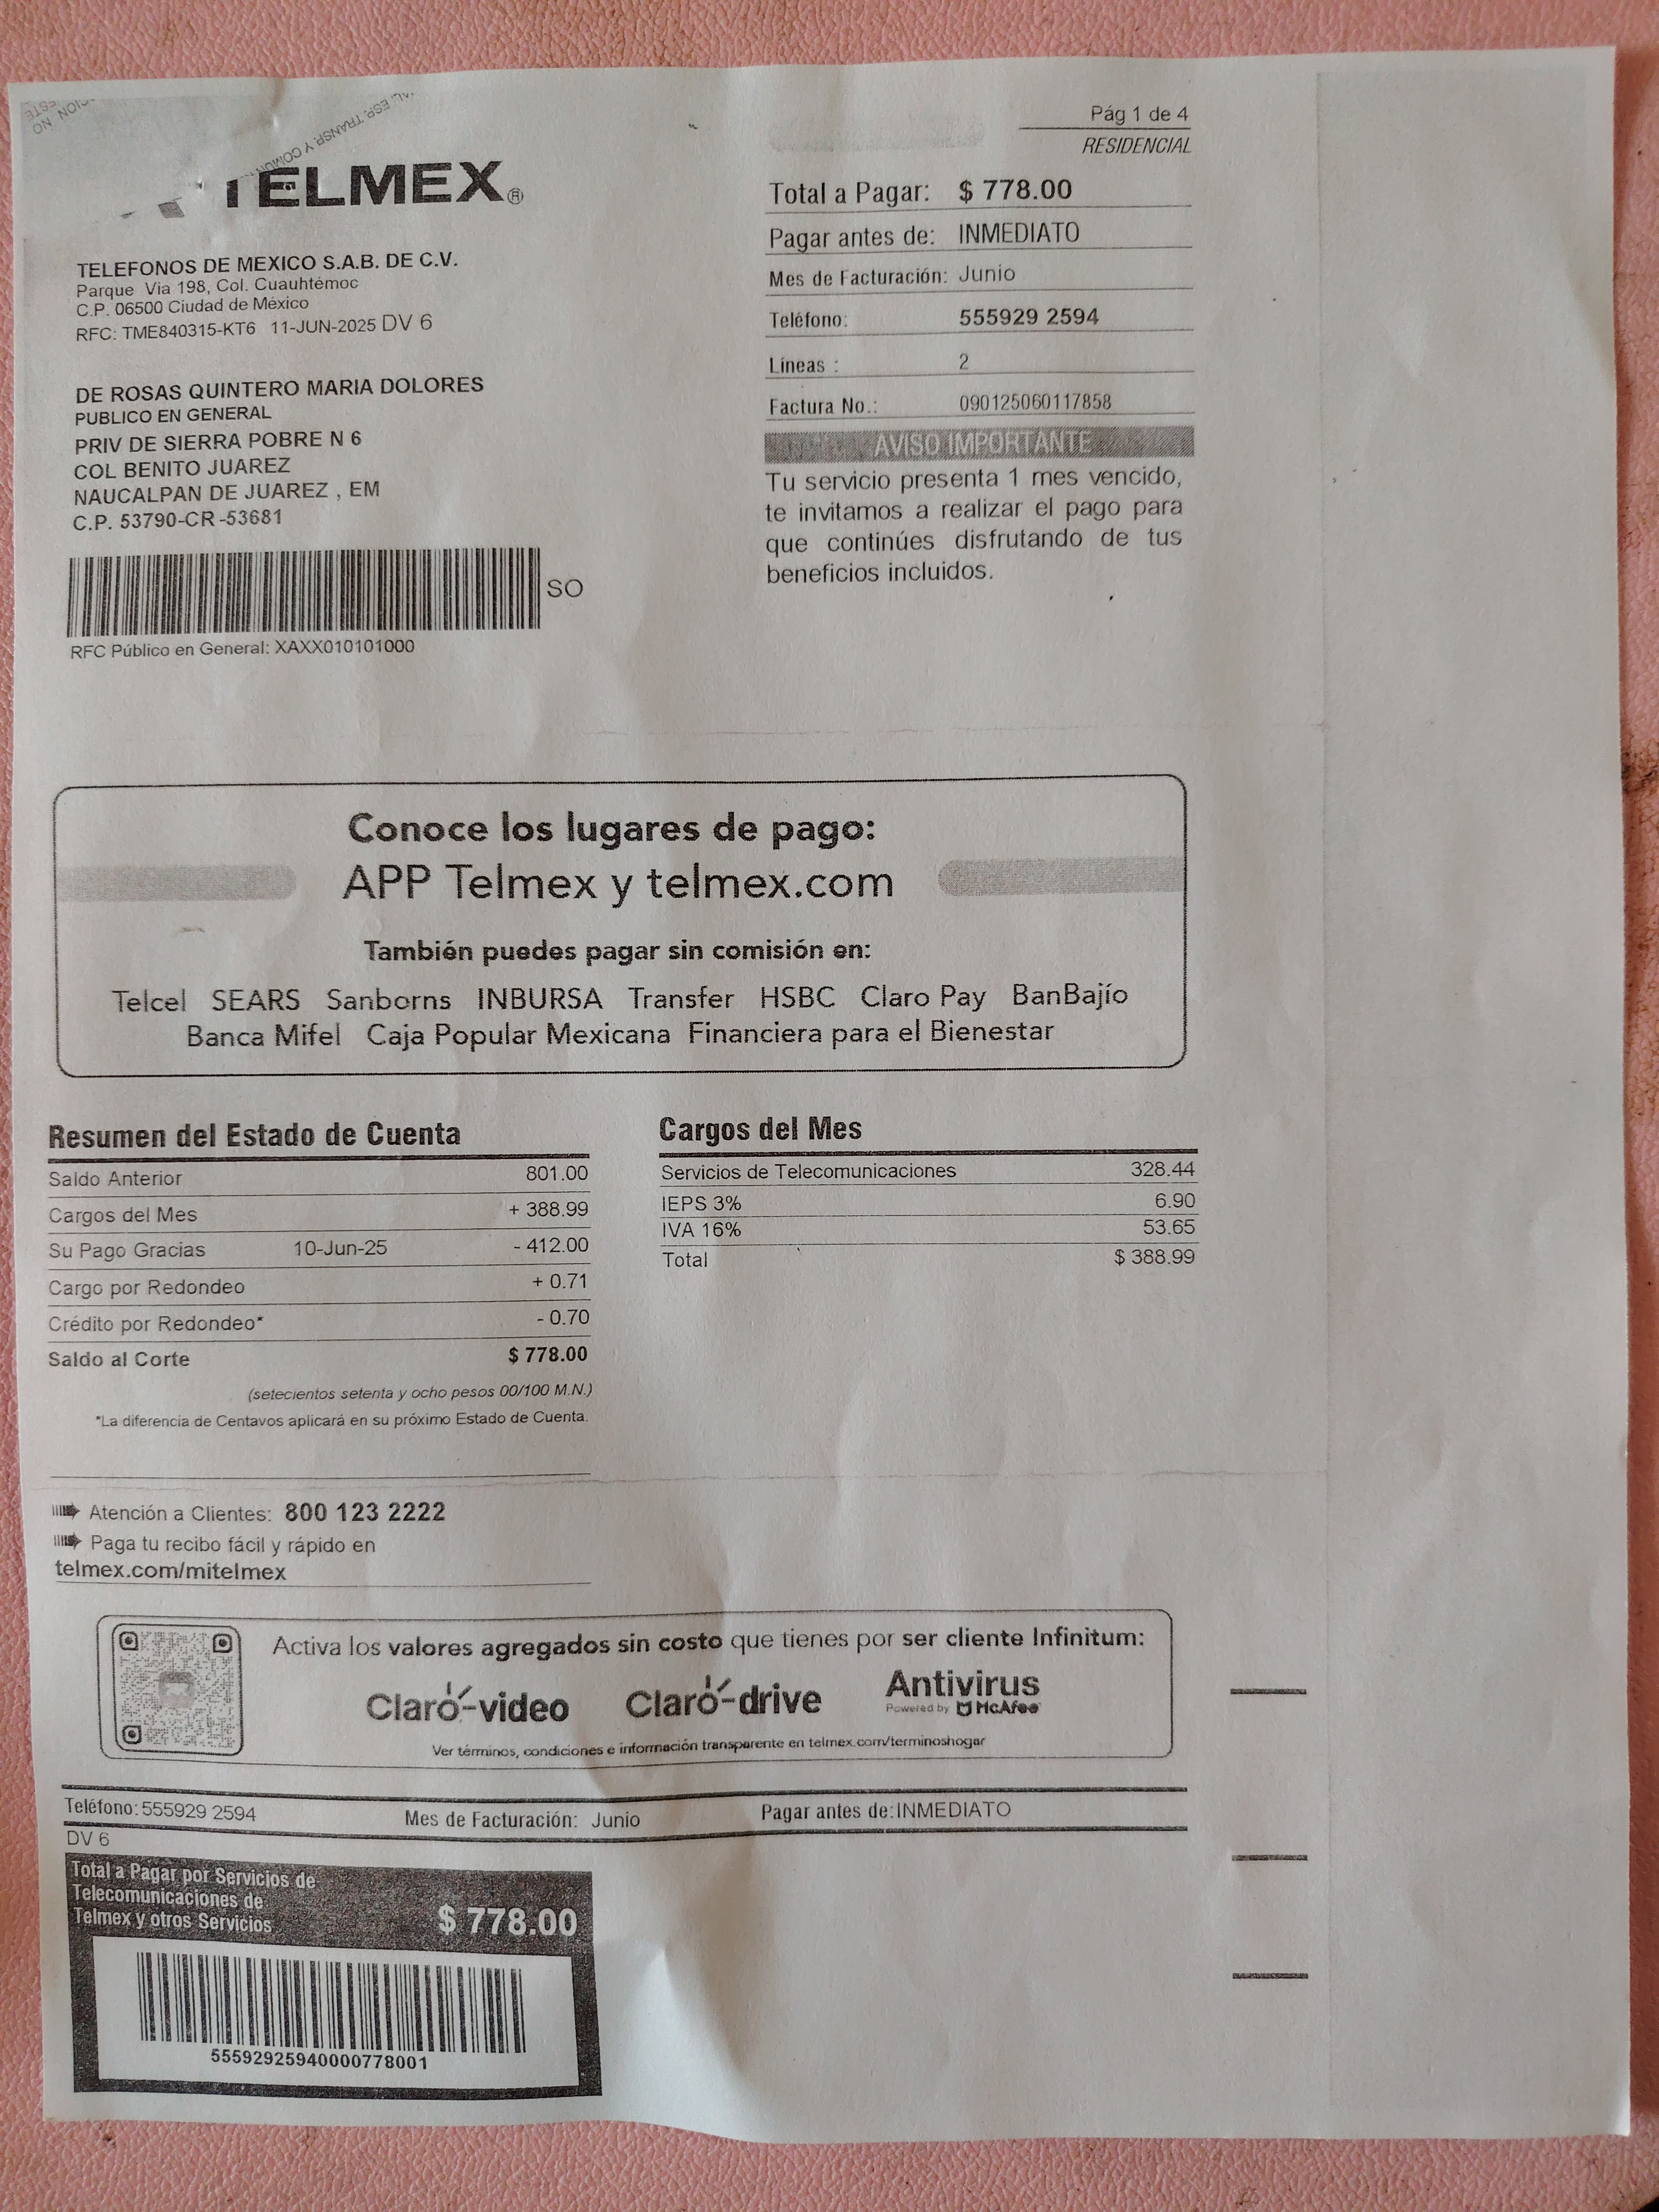 TELMEX®
TELEFONOS DE MEXICO S.A.B. DE C.V.
Parque Via 198, Col. Cuauhtémoc
C.P. 06500 Ciudad de México
RFC: TME840315-KT6 11-JUN-2025 DV 6
DE ROSAS QUINTERO MARIA DOLORES
PUBLICO EN GENERAL
PRIV DE SIERRA POBRE N 6
COL BENITO JUAREZ
NAUCALPAN DE JUAREZ , EM
C.P. 53790-CR -53681
SO
RFC Público en General: XAXX010101000
Pág 1 de 4
RESIDENCIAL
Total a Pagar: $ 778.00
Pagar antes de: INMEDIATO
Mes de Facturación: Junio
Teléfono: 555929 2594
Líneas : 2
Factura No.: 090125060117858
AVISO IMPORTANTE
Tu servicio presenta 1 mes vencido,
te invitamos a realizar el pago para
que continúes disfrutando de tus
beneficios incluidos.
Conoce los lugares de pago:
APP Telmex y telmex.com
También puedes pagar sin comisión en:
Telcel SEARS Sanborns INBURSA Transfer HSBC Claro Pay BanBajío
Banca Mifel Caja Popular Mexicana Financiera para el Bienestar
Resumen del Estado de Cuenta
Saldo Anterior 801.00
Cargos del Mes + 388.99
Su Pago Gracias 10-Jun-25 - 412.00
Cargo por Redondeo + 0.71
Crédito por Redondeo* - 0.70
Saldo al Corte $ 778.00
(setecientos setenta y ocho pesos 00/100 M.N.)
*La diferencia de Centavos aplicará en su próximo Estado de Cuenta.
Cargos del Mes
Servicios de Telecomunicaciones 328.44
IEPS 3% 6.90
IVA 16% 53.65
Total $ 388.99
Atención a Clientes: 800 123 2222
Paga tu recibo fácil y rápido en
telmex.com/mitelmex
Activa los valores agregados sin costo que tienes por ser cliente Infinitum:
Claro-video Claro-drive Antivirus
Powered by McAfee
Ver términos, condiciones e información transparente en telmex.com/terminoshogar
Teléfono: 555929 2594 Mes de Facturación: Junio Pagar antes de: INMEDIATO
DV 6
Total a Pagar por Servicios de
Telecomunicaciones de
Telmex y otros Servicios $ 778.00
55592925940000778001